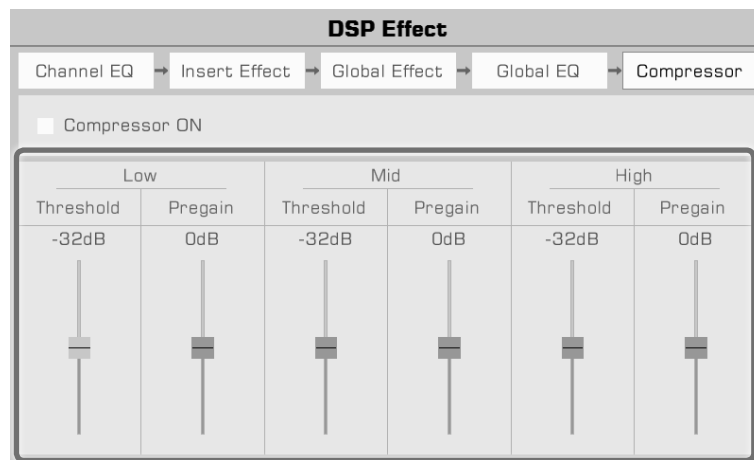 DSP Effect
Channel EQ → Insert Effect → Global Effect → Global EQ → Compressor
Compressor ON
Low Mid High
Threshold Pregain Threshold Pregain Threshold Pregain
-32dB 0dB -32dB 0dB -32dB 0dB